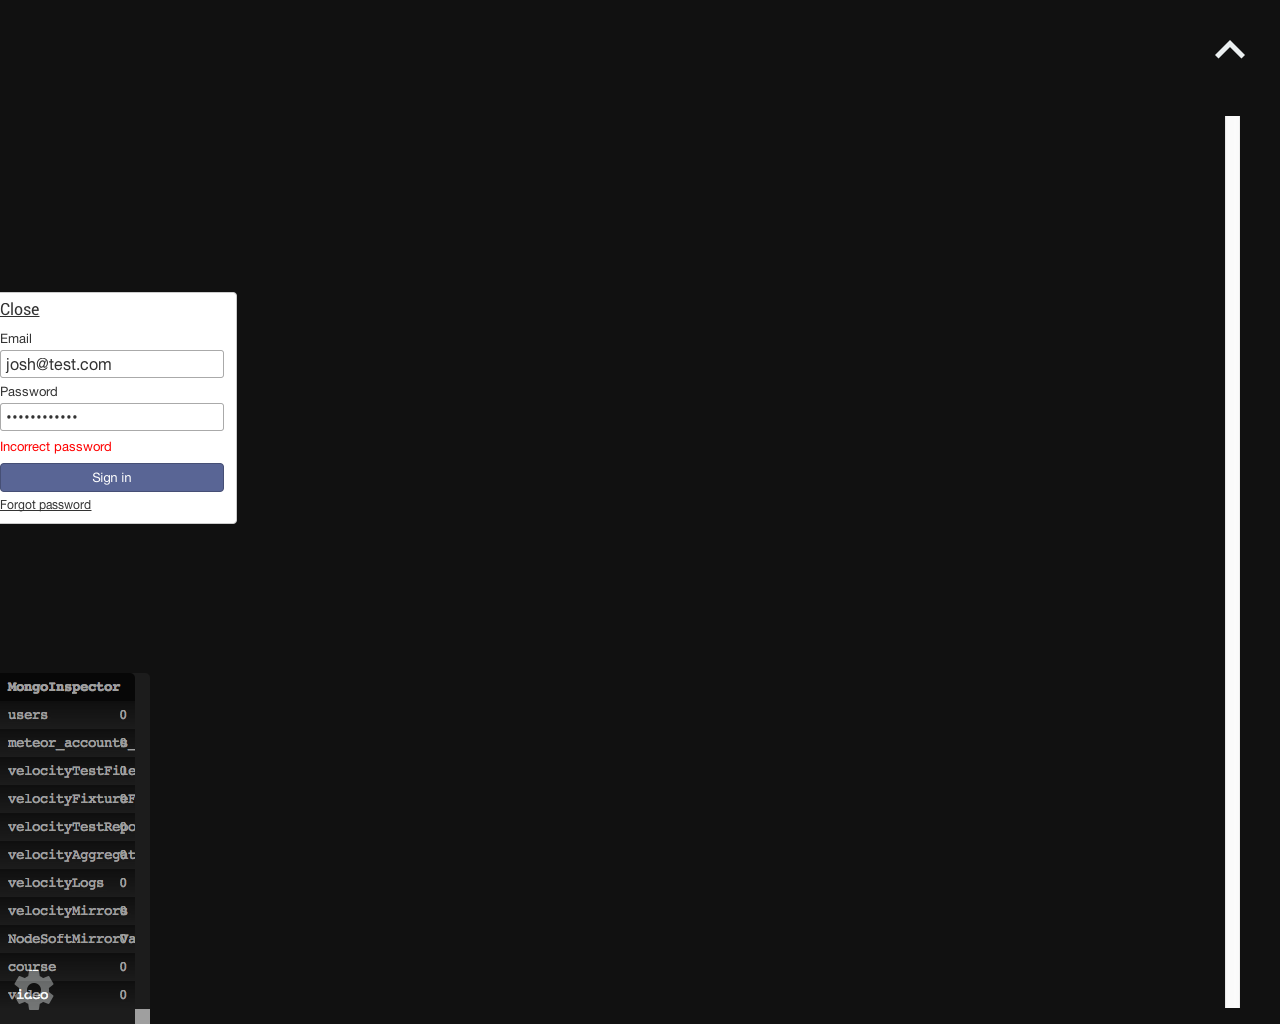 Close
Email
josh@test.com
Password
Incorrect password
Sign in
Forgot password
MongoInspector
users 0
meteor_accounts_ 0
velocityTestFile 0
velocityFixtureF 0
velocityTestRepo 0
velocityAggregat 0
velocityLogs 0
velocityMirrors 0
NodeSoftMirrorVa 0
course 0
video 0